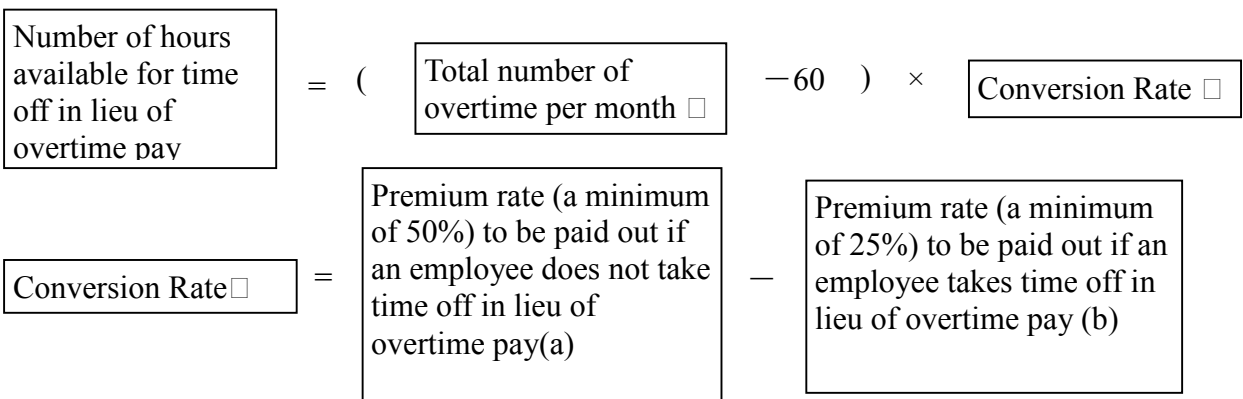 Number of hours
available for time
off in lieu of
overtime pay
= (
Total number of
overtime per month □
－60 ) ×
Conversion Rate □
Conversion Rate□
=
Premium rate (a minimum
of 50%) to be paid out if
an employee does not take
time off in lieu of
overtime pay(a)
－
Premium rate (a minimum
of 25%) to be paid out if an
employee takes time off in
lieu of overtime pay (b)